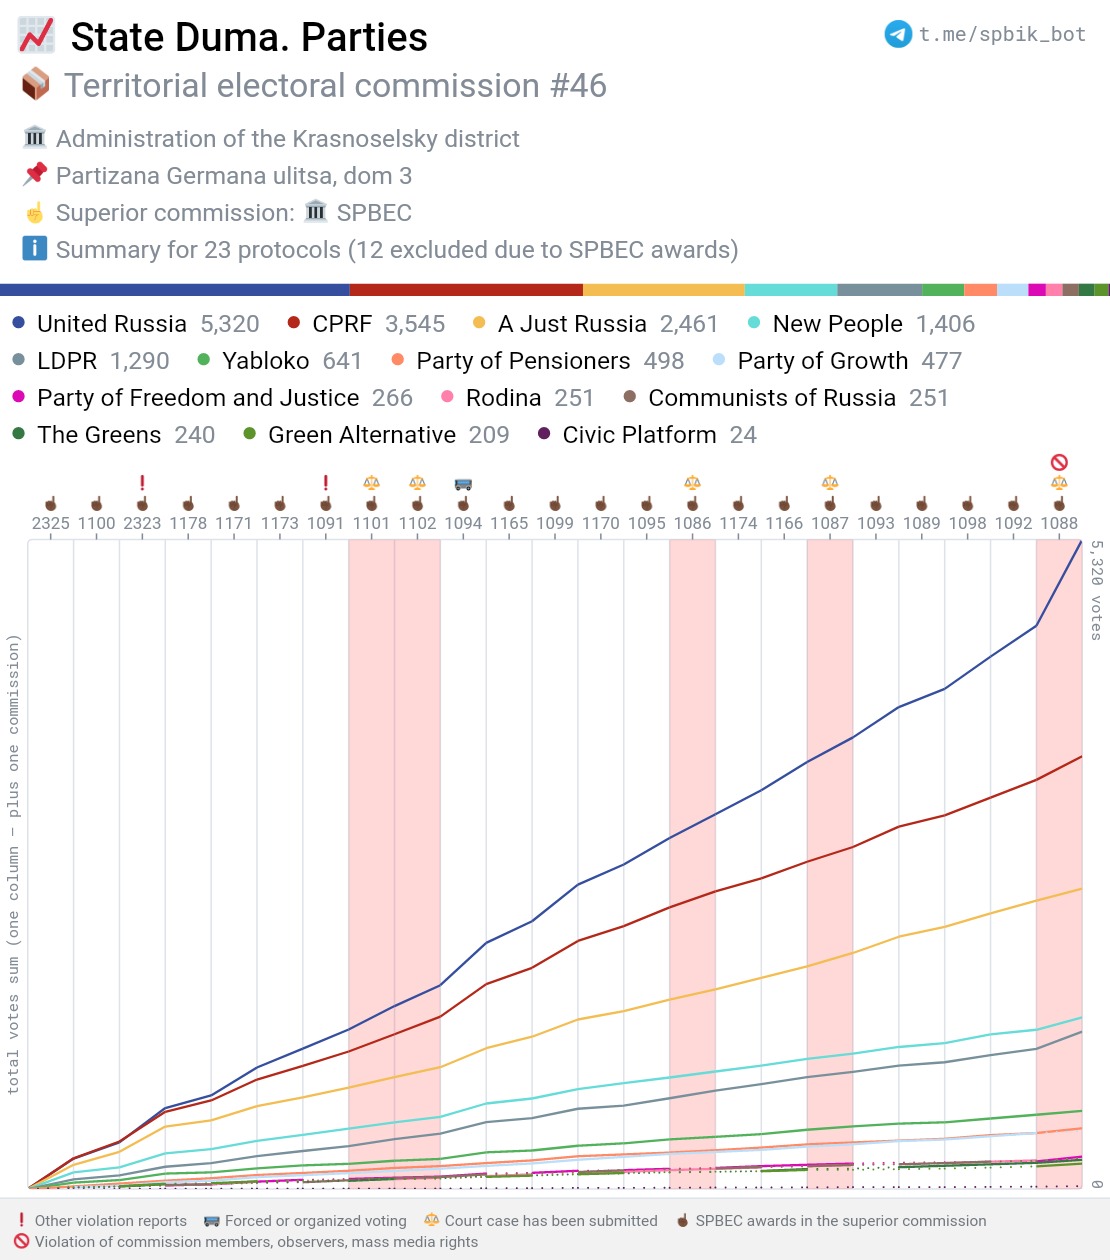 State Duma. Parties
t.me/spbik_bot
Territorial electoral commission #46
Administration of the Krasnoselsky district
Partizana Germana ulitsa, dom 3
Superior commission: SPBEC
Summary for 23 protocols (12 excluded due to SPBEC awards)
United Russia 5,320 CPRF 3,545 A Just Russia 2,461 New People 1,406
LDPR 1,290 Yabloko 641 Party of Pensioners 498 Party of Growth 477
Party of Freedom and Justice 266 Rodina 251 Communists of Russia 251
The Greens 240 Green Alternative 209 Civic Platform 24
2325 1100 2323 1178 1171 1173 1091 1101 1102 1094 1165 1099 1170 1095 1086 1174 1166 1087 1093 1089 1098 1092 1088
5,320 votes
total votes sum (one column – plus one commission)
0
Other violation reports Forced or organized voting Court case has been submitted SPBEC awards in the superior commission
Violation of commission members, observers, mass media rights